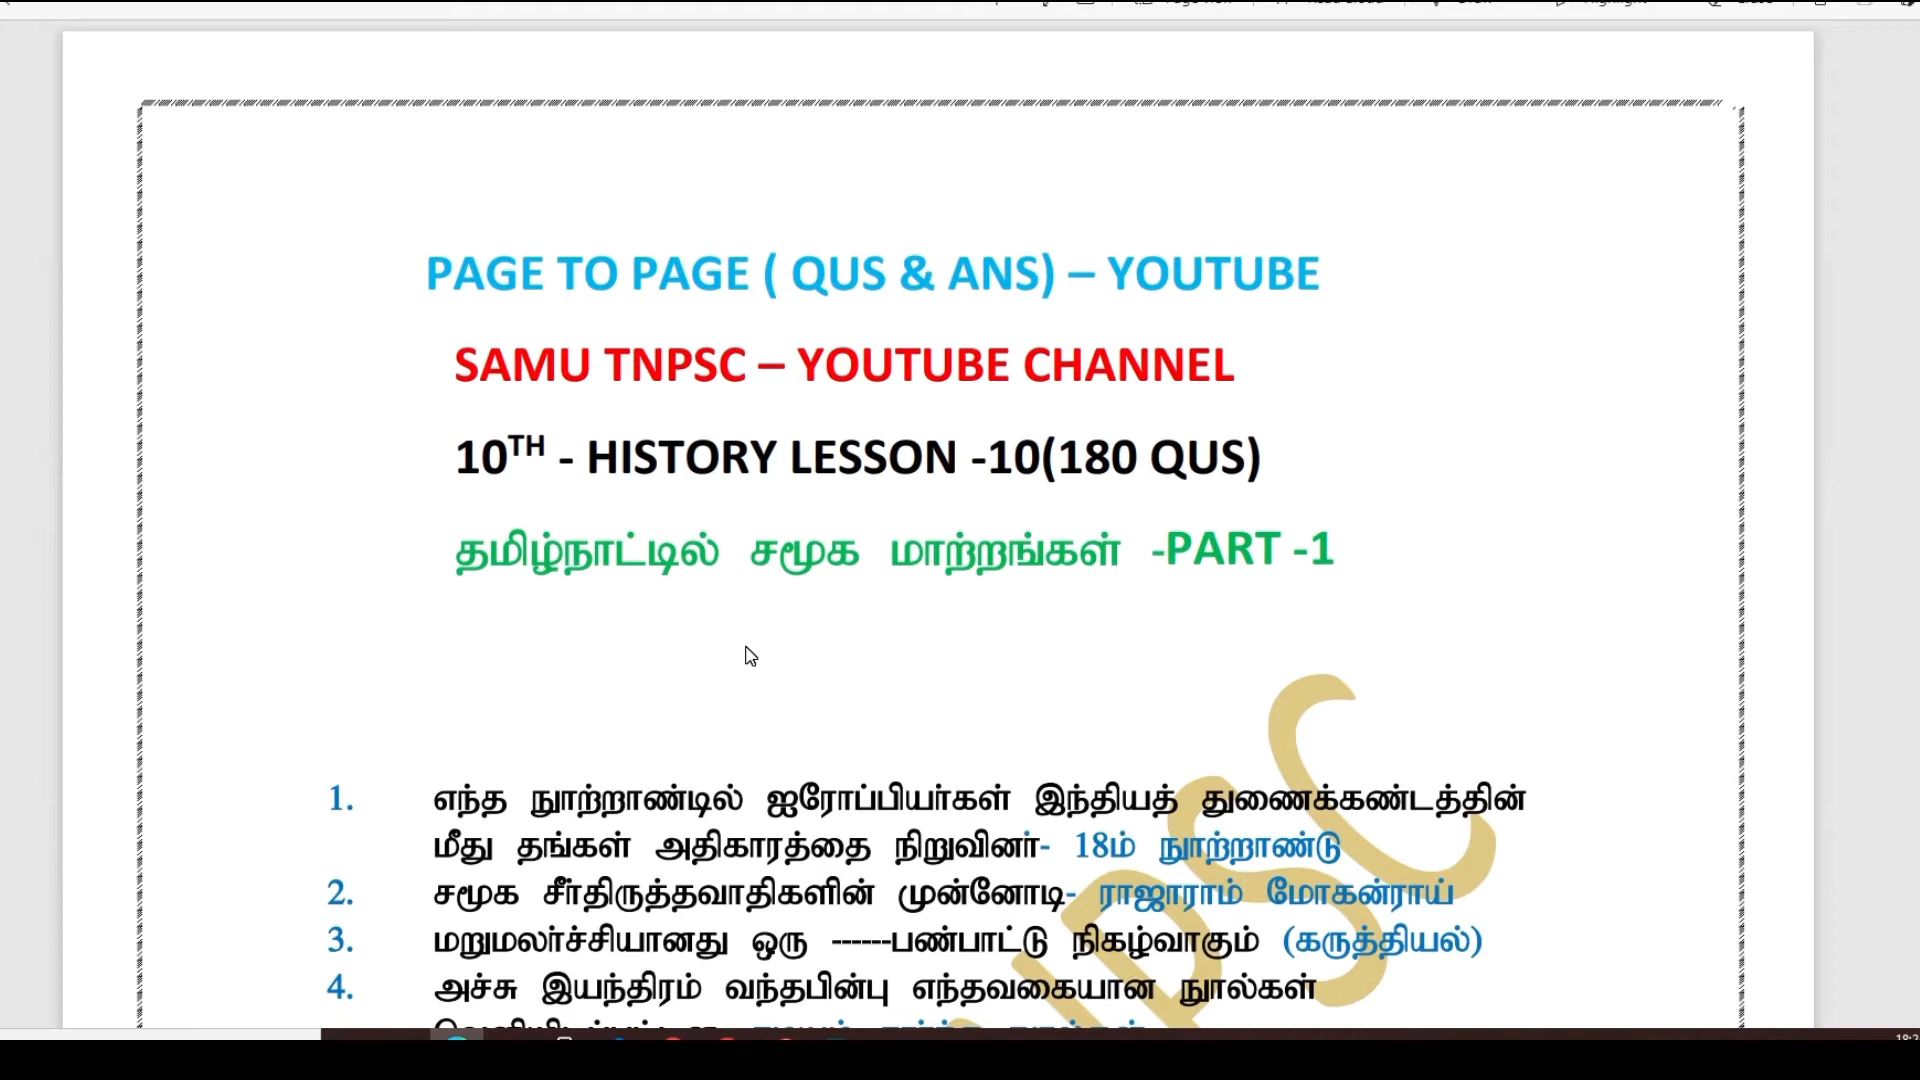 PAGE TO PAGE ( QUS & ANS) – YOUTUBE
SAMU TNPSC – YOUTUBE CHANNEL
10TH - HISTORY LESSON -10(180 QUS)
தமிழ்நாட்டில் சமூக மாற்றங்கள் -PART -1
1. எந்த நூற்றாண்டில் ஐரோப்பியர்கள் இந்தியத் துணைக்கண்டத்தின்
மீது தங்கள் அதிகாரத்தை நிறுவினர்- 18ம் நூற்றாண்டு
2. சமூக சீர்திருத்தவாதிகளின் முன்னோடி- ராஜாராம் மோகன்ராய்
3. மறுமலர்ச்சியானது ஒரு ------பண்பாட்டு நிகழ்வாகும் (கருத்தியல்)
4. அச்சு இயந்திரம் வந்தபின்பு எந்தவகையான நூல்கள்
PSC